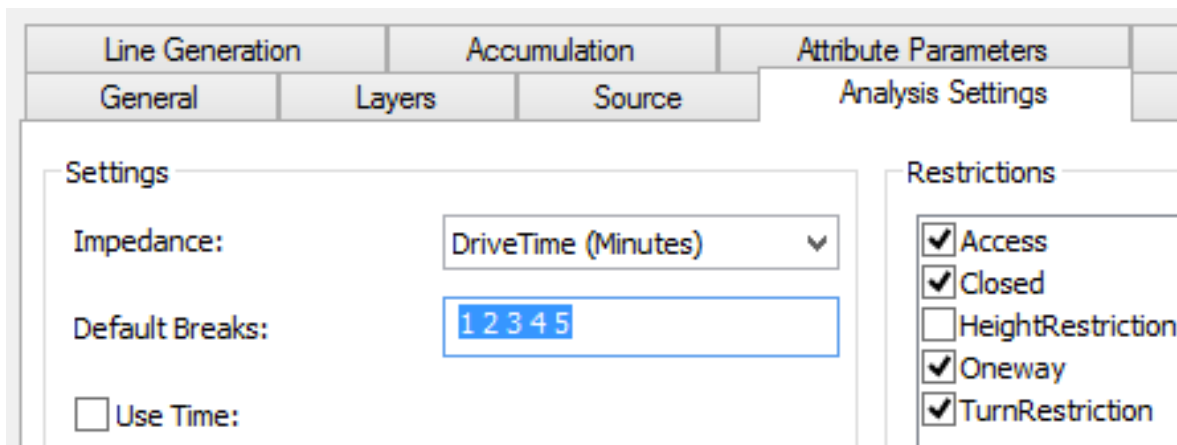 Line Generation Accumulation Attribute Parameters
General Layers Source Analysis Settings
Settings
Impedance: DriveTime (Minutes)
Default Breaks: 1 2 3 4 5
Use Time:
Restrictions
Access
Closed
HeightRestriction
Oneway
TurnRestriction